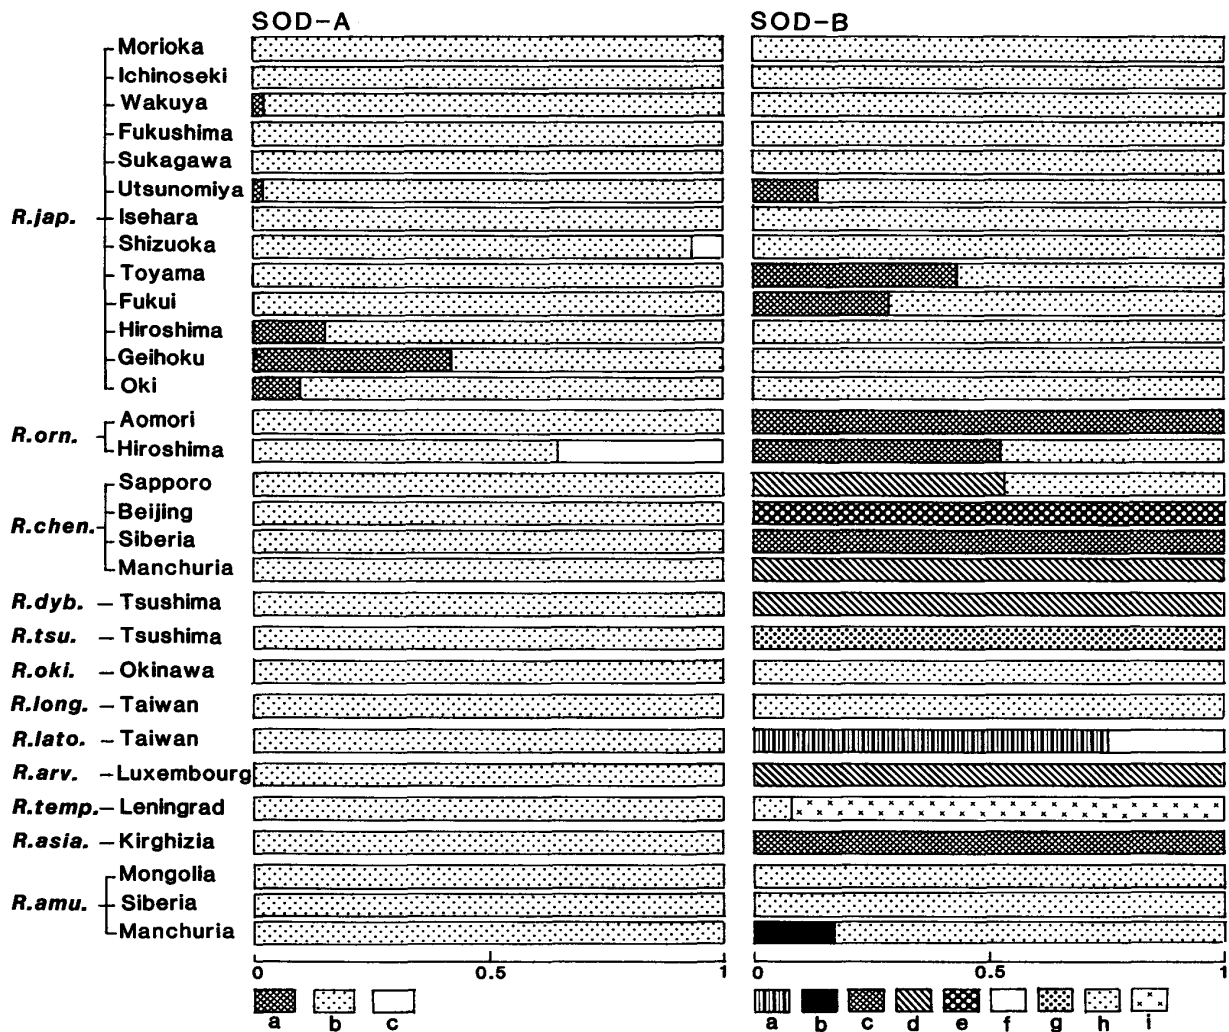 SOD-A SOD-B
Morioka
Ichinoseki
Wakuya
Fukushima
Sukagawa
Utsunomiya
R.jap. Isehara
Shizuoka
Toyama
Fukui
Hiroshima
Geihoku
Oki
Aomori
R.orn.
Hiroshima
Sapporo
Beijing
R.chen.
Siberia
Manchuria
R.dyb. – Tsushima
R.tsu. – Tsushima
R.oki. – Okinawa
R.long. – Taiwan
R.lato. – Taiwan
R.arv. – Luxembourg
R.temp. – Leningrad
R.asia. – Kirghizia
Mongolia
R.amu. Siberia
Manchuria
0 0.5 1 0 0.5 1
a b c a b c d e f g h i